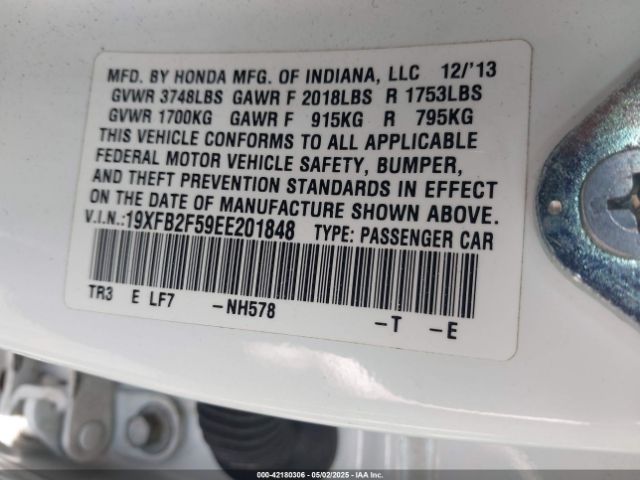 MFD. BY HONDA MFG. OF INDIANA, LLC 12/'13
GVWR 3748LBS GAWR F 2018LBS R 1753LBS
GVWR 1700KG GAWR F 915KG R 795KG
THIS VEHICLE CONFORMS TO ALL APPLICABLE
FEDERAL MOTOR VEHICLE SAFETY, BUMPER,
AND THEFT PREVENTION STANDARDS IN EFFECT
ON THE DATE OF MANUFACTURE SHOWN ABOVE.
V.I.N.:19XFB2F59EE201848 TYPE: PASSENGER CAR
TR3 E LF7 -NH578 -T -E
000-42180306 - 05/02/2025 - IAAI.COM